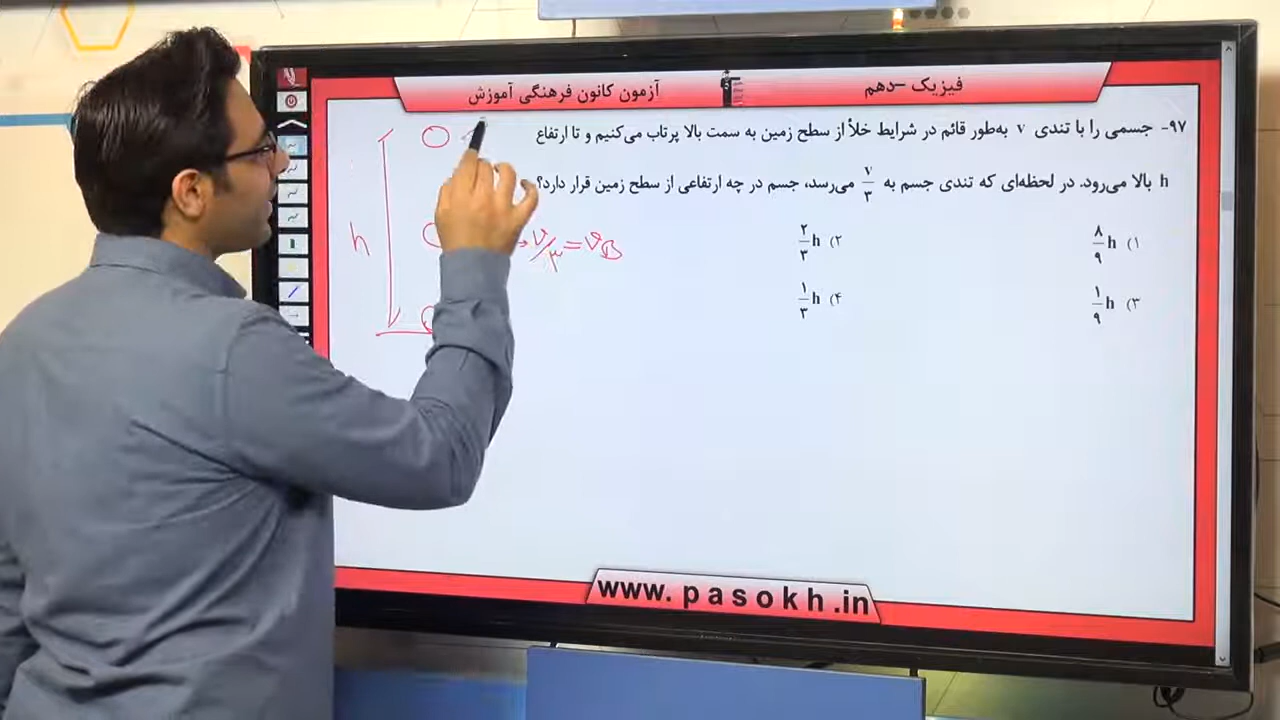 فیزیک -دهم
آزمون کانون فرهنگی آموزش
۹۷- جسمی را با تندی v به‌طور قائم در شرایط خلأ از سطح زمین به سمت بالا پرتاب می‌کنیم و تا ارتفاع
h بالا می‌رود. در لحظه‌ای که تندی جسم به v/۳ می‌رسد، جسم در چه ارتفاعی از سطح زمین قرار دارد؟
۱) ۸/۹ h
۲) ۲/۳ h
۳) ۱/۹ h
۴) ۱/۳ h
h
v/۳ = vB
www.pasokh.in